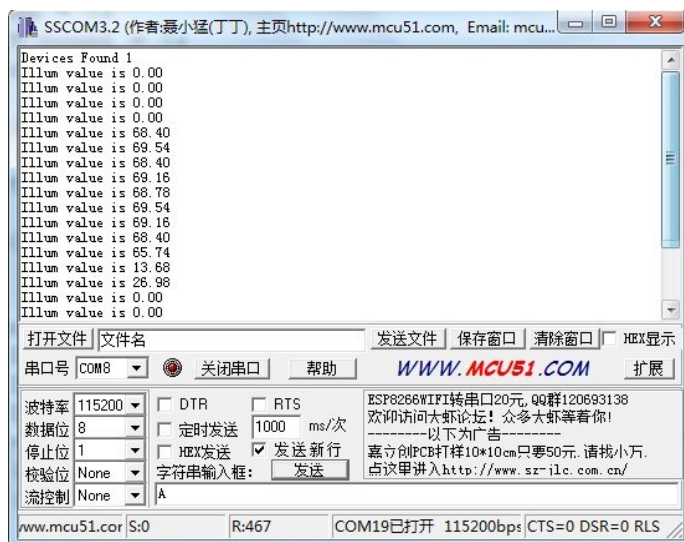 SSCOM3.2 (作者:聂小猛(丁丁), 主页http://www.mcu51.com, Email: mcu...
Devices Found 1
Illum value is 0.00
Illum value is 0.00
Illum value is 0.00
Illum value is 0.00
Illum value is 68.40
Illum value is 69.54
Illum value is 68.40
Illum value is 69.16
Illum value is 68.78
Illum value is 69.54
Illum value is 69.16
Illum value is 68.40
Illum value is 65.74
Illum value is 13.68
Illum value is 26.98
Illum value is 0.00
Illum value is 0.00
打开文件 文件名 发送文件 保存窗口 清除窗口 HEX显示
串口号 COM8 关闭串口 帮助 WWW.MCU51.COM 扩展
波特率 115200 DTR RTS
数据位 8 定时发送 1000 ms/次
停止位 1 HEX发送 发送新行
校验位 None 字符串输入框: 发送
流控制 None A
ESP8266WIFI转串口20元,QQ群120693138
欢迎访问大虾论坛! 众多大虾等着你!
--------以下为广告--------
嘉立创PCB打样10*10cm只要50元.请找小万.
点这里进入http://www.sz-jlc.com.cn/
www.mcu51.cor S:0 R:467 COM19已打开 115200bps CTS=0 DSR=0 RLS